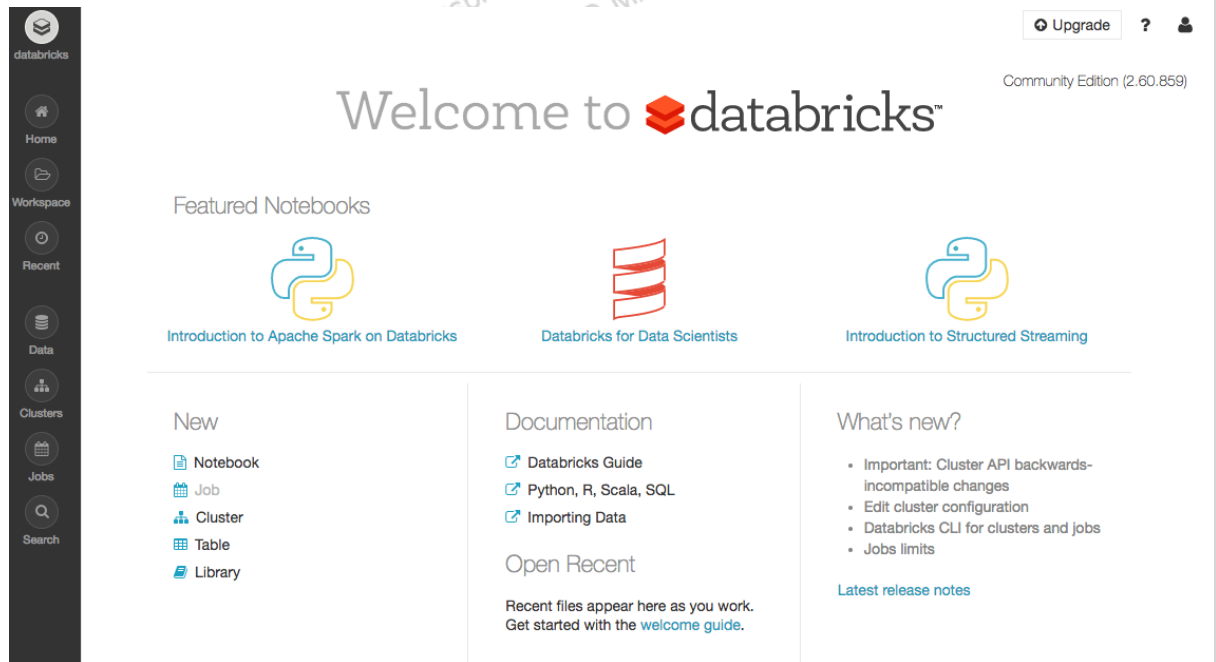 databricks
Home
Workspace
Recent
Data
Clusters
Jobs
Search
Upgrade ?
Community Edition (2.60.859)
Welcome to databricks™
Featured Notebooks
Introduction to Apache Spark on Databricks
Databricks for Data Scientists
Introduction to Structured Streaming
New
Notebook
Job
Cluster
Table
Library
Documentation
Databricks Guide
Python, R, Scala, SQL
Importing Data
Open Recent
Recent files appear here as you work.
Get started with the welcome guide.
What's new?
• Important: Cluster API backwards-
incompatible changes
• Edit cluster configuration
• Databricks CLI for clusters and jobs
• Jobs limits
Latest release notes